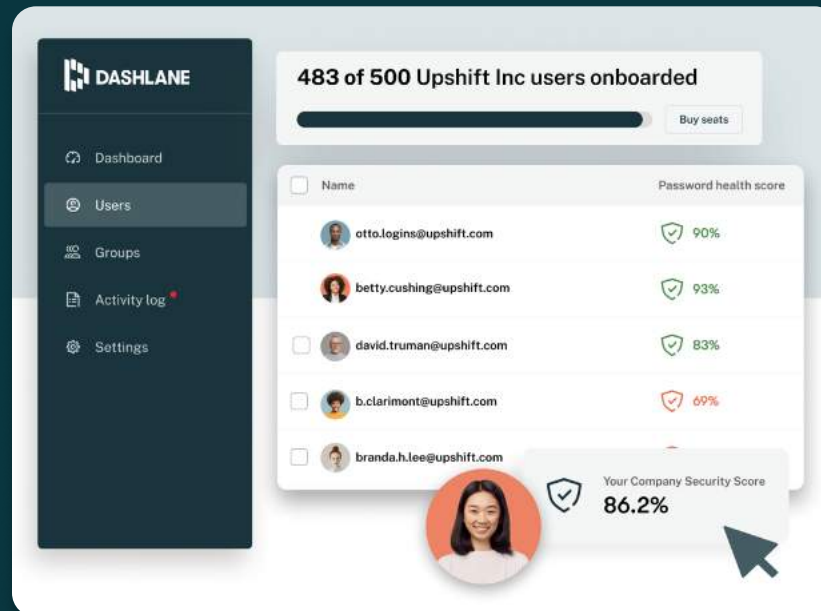 DASHLANE
Dashboard
Users
Groups
Activity log
Settings
483 of 500 Upshift Inc users onboarded
Buy seats
Name Password health score
otto.logins@upshift.com 90%
betty.cushing@upshift.com 93%
david.truman@upshift.com 83%
b.clarimont@upshift.com 69%
branda.h.lee@upshift.com
Your Company Security Score
86.2%